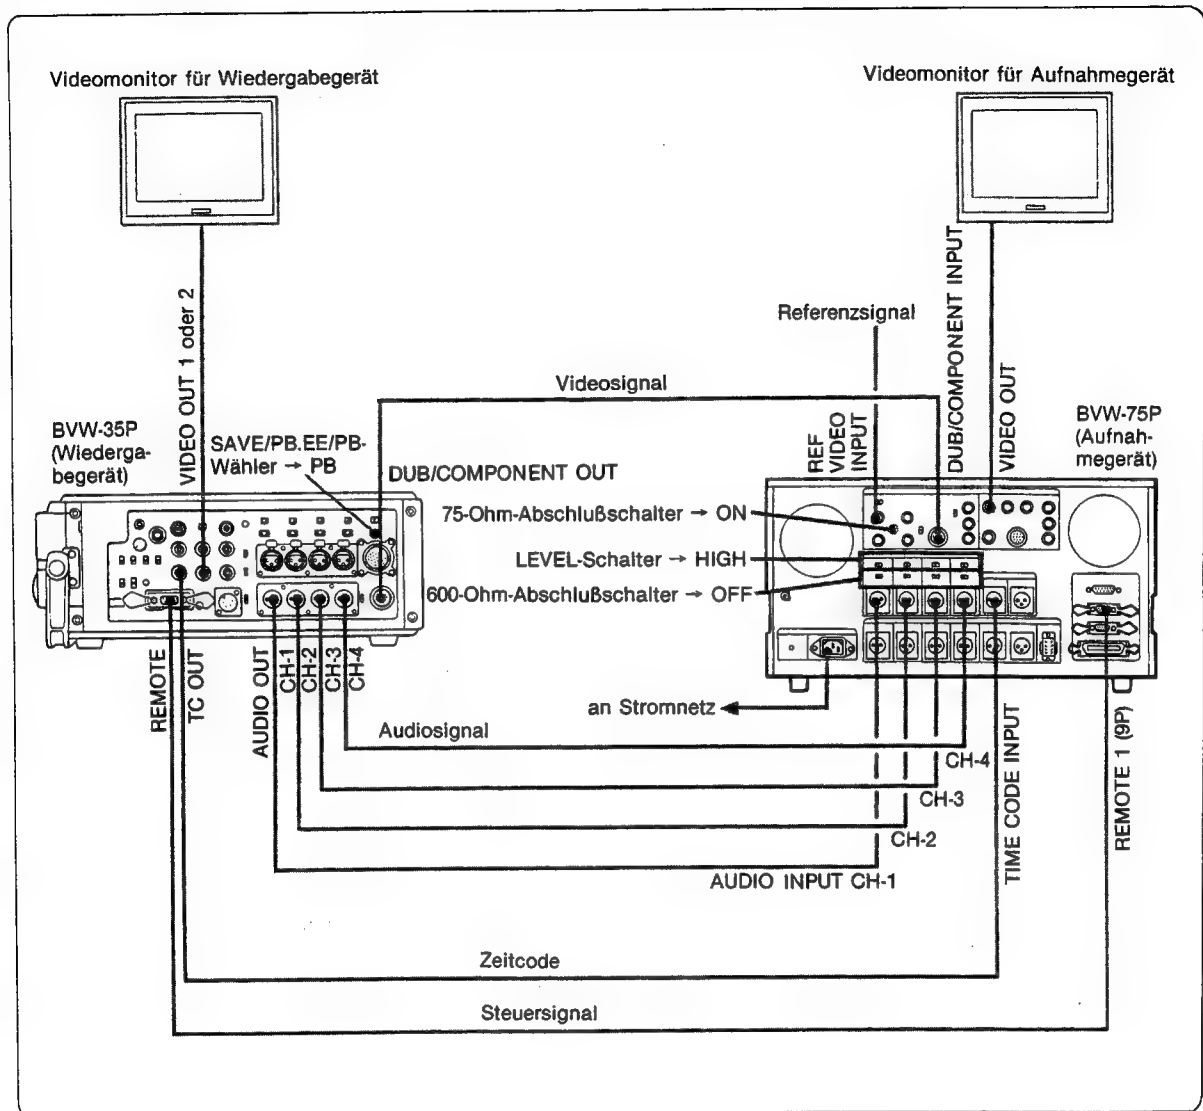 Videomonitor für Wiedergabegerät
Videomonitor für Aufnahmegerät
VIDEO OUT 1 oder 2
Referenzsignal
DUB/COMPONENT INPUT
VIDEO OUT
Videosignal
BVW-35P
(Wiederga-
begerät)
SAVE/PB.EE/PB-
Wähler → PB
DUB/COMPONENT OUT
REF
VIDEO
INPUT
BVW-75P
(Aufnah-
megerät)
75-Ohm-Abschlußschalter → ON
LEVEL-Schalter → HIGH
600-Ohm-Abschlußschalter → OFF
REMOTE
TC OUT
AUDIO OUT
CH-1
CH-2
CH-3
CH-4
an Stromnetz
Audiosignal
CH-4
CH-3
CH-2
AUDIO INPUT CH-1
TIME CODE INPUT
REMOTE 1 (9P)
Zeitcode
Steuersignal